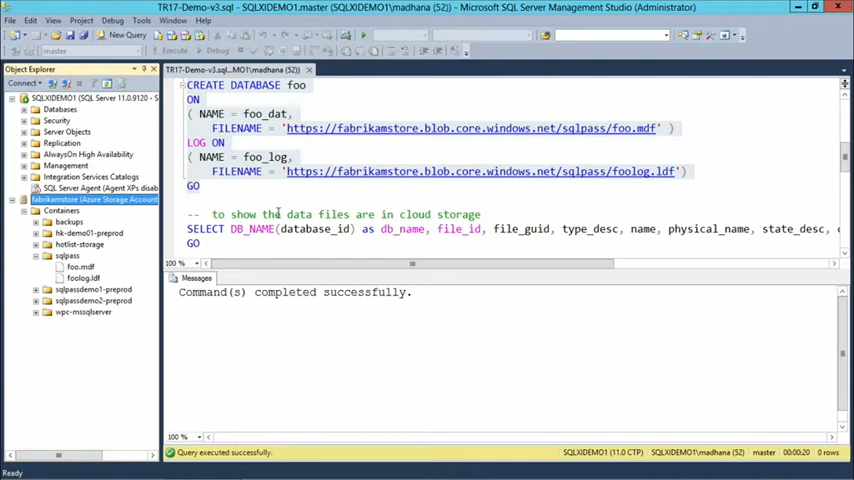 TR17-Demo-v3.sql - SQLXIDEMO1.master (SQLXIDEMO1\madhana (52)) - Microsoft SQL Server Management Studio (Administrator)
File Edit View Project Debug Tools Window Help
New Query
master
Execute Debug
Object Explorer
Connect
SQLXIDEMO1 (SQL Server 11.0.9120 - SQLXIDEMO
Databases
Security
Server Objects
Replication
AlwaysOn High Availability
Management
Integration Services Catalogs
SQL Server Agent (Agent XPs disab
fabrikamstore (Azure Storage Account
Containers
backups
hk-demo01-preprod
hotlist-storage
sqlpass
foo.mdf
foolog.ldf
sqlpassdemo1-preprod
sqlpassdemo2-preprod
wpc-mssqlserver
TR17-Demo-v3.sql...MO1\madhana (52))
CREATE DATABASE foo
ON
( NAME = foo_dat,
FILENAME = 'https://fabrikamstore.blob.core.windows.net/sqlpass/foo.mdf' )
LOG ON
( NAME = foo_log,
FILENAME = 'https://fabrikamstore.blob.core.windows.net/sqlpass/foolog.ldf')
GO
-- to show the data files are in cloud storage
SELECT DB_NAME(database_id) as db_name, file_id, file_guid, type_desc, name, physical_name, state_desc,
GO
100 %
Messages
Command(s) completed successfully.
100 %
Query executed successfully.
SQLXIDEMO1 (11.0 CTP) SQLXIDEMO1\madhana (52) master 00:00:20 0 rows
Ready